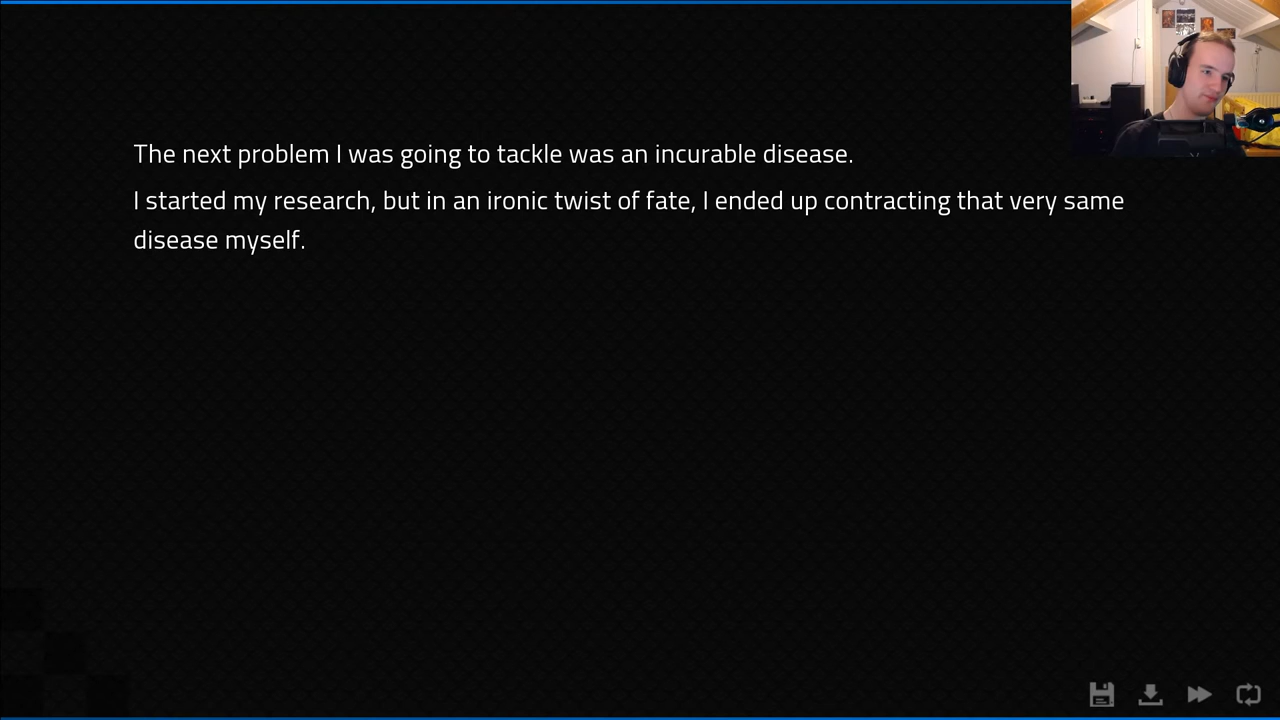 The next problem I was going to tackle was an incurable disease.
I started my research, but in an ironic twist of fate, I ended up contracting that very same
disease myself.